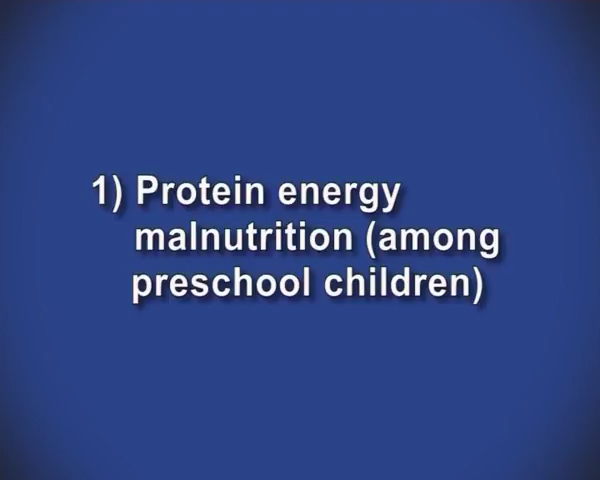 1) Protein energy
malnutrition (among
preschool children)